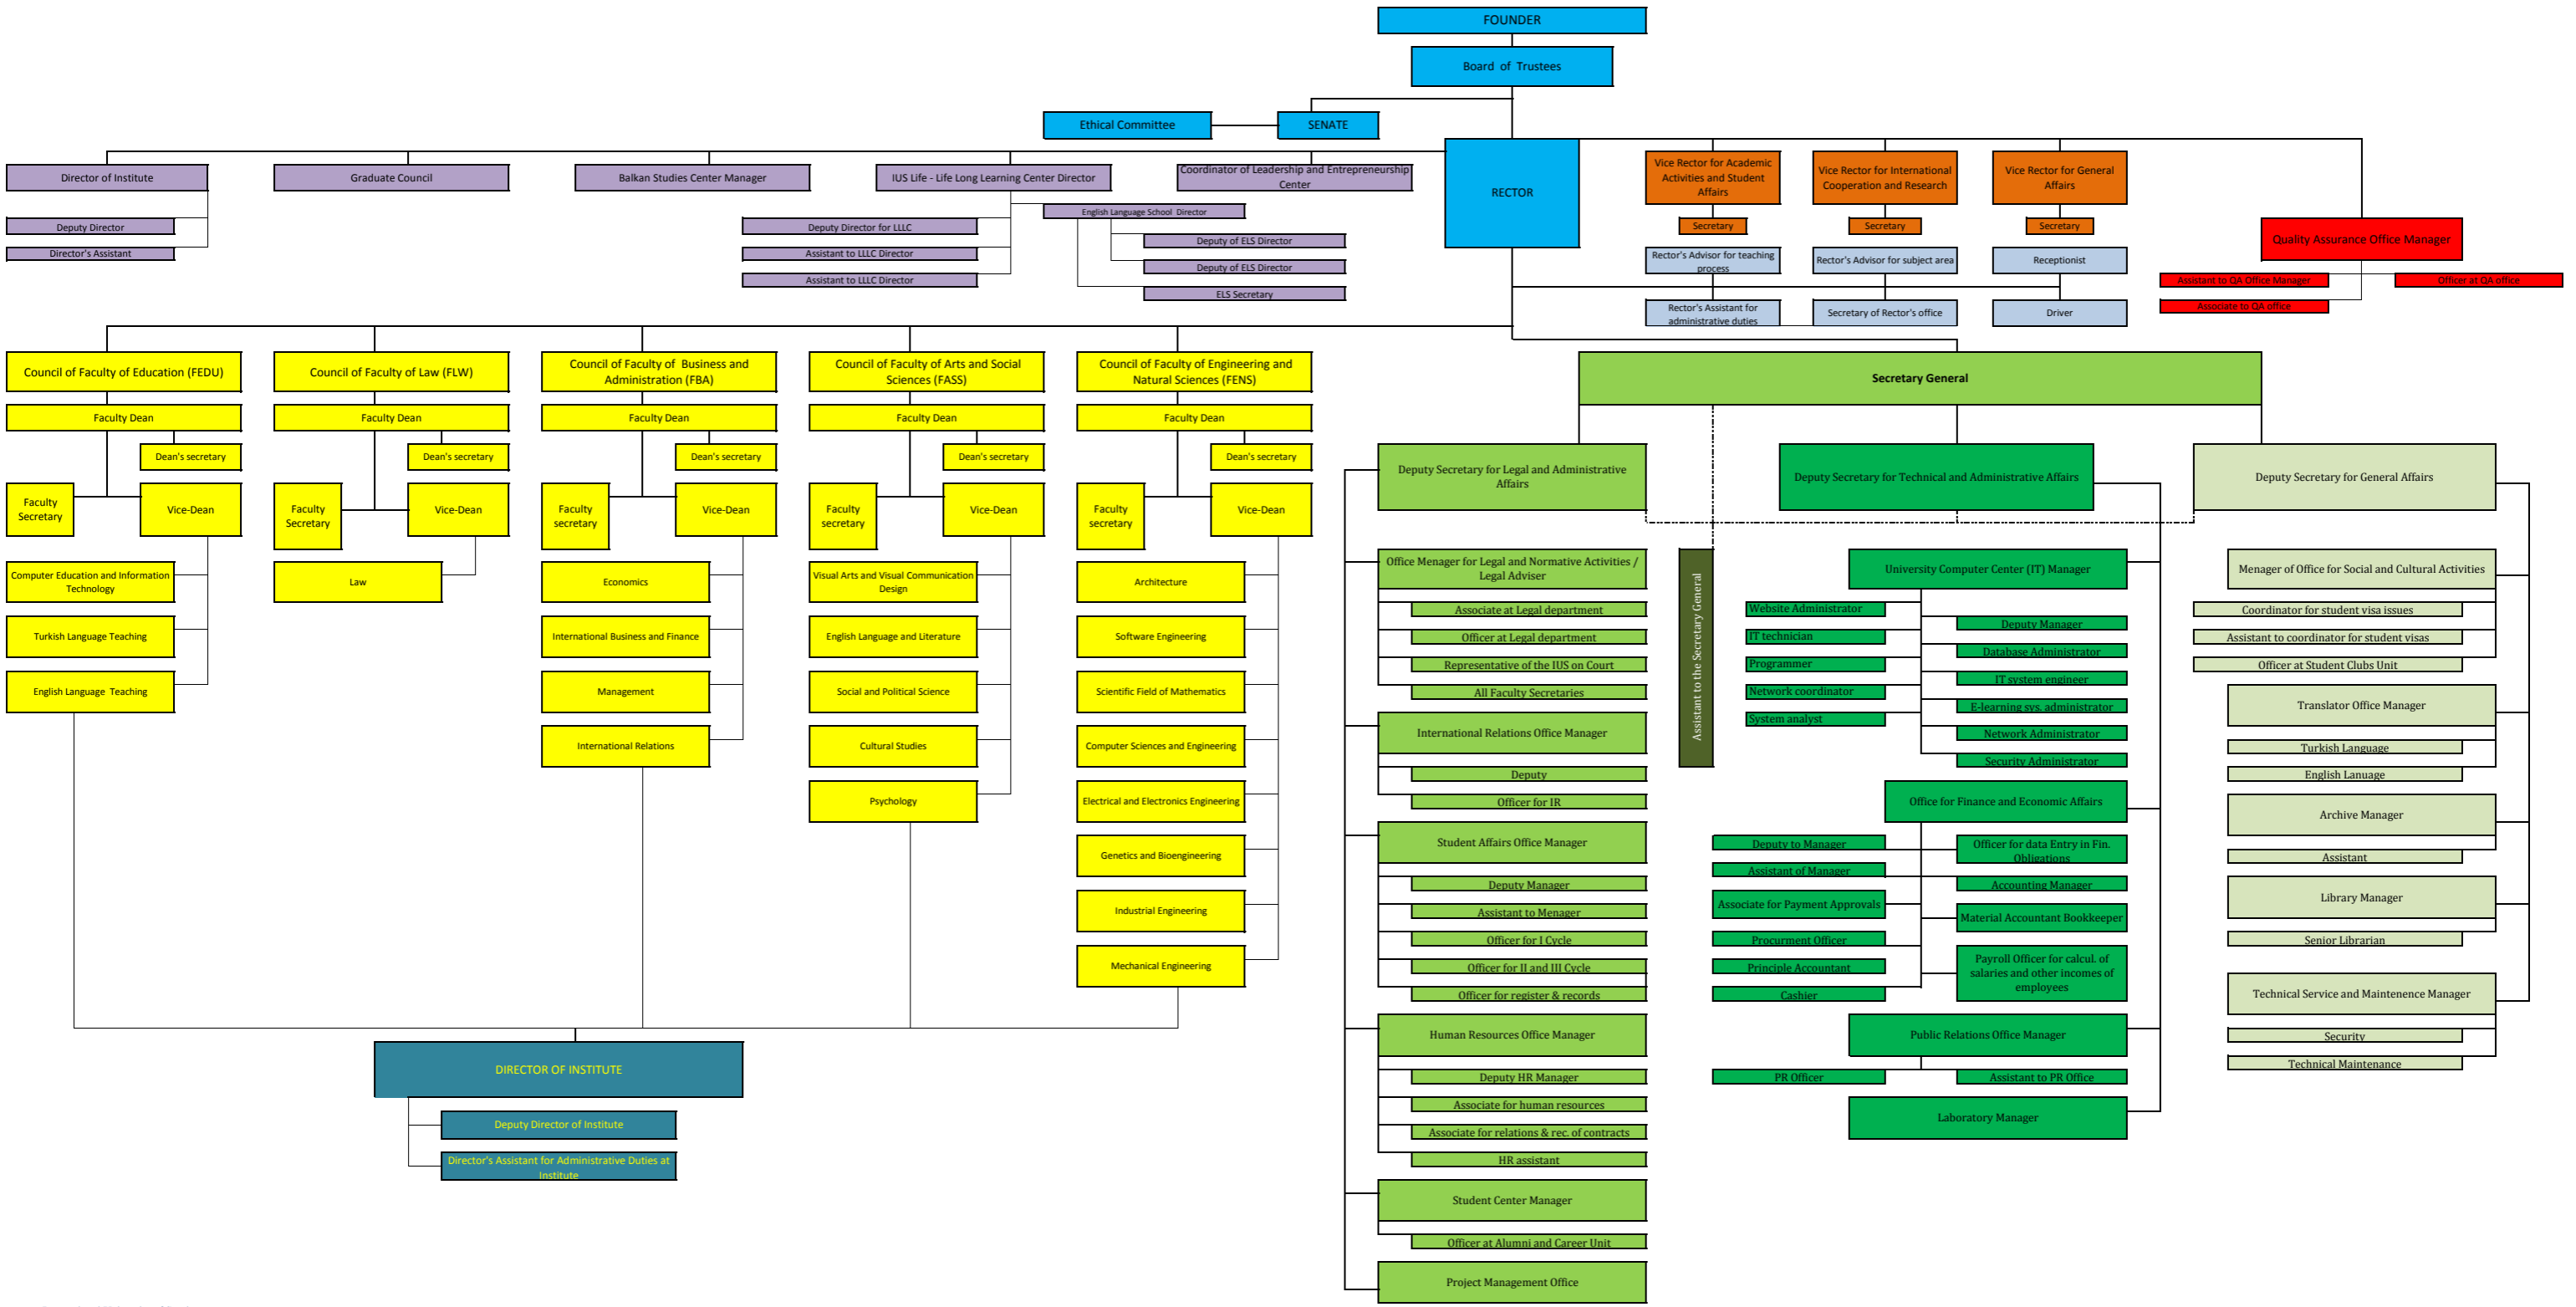 FOUNDER
Board of Trustees
Ethical Committee
SENATE
RECTOR
Director of Institute
Deputy Director
Director's Assistant
Graduate Council
Balkan Studies Center Manager
IUS Life - Life Long Learning Center Director
Deputy Director for LLLC
Assistant to LLLC Director
Assistant to LLLC Director
English Language School Director
Deputy of ELS Director
Deputy of ELS Director
ELS Secretary
Coordinator of Leadership and Entrepreneurship
Center
Vice Rector for Academic
Activities and Student
Affairs
Secretary
Rector's Advisor for teaching
process
Rector's Assistant for
administrative duties
Vice Rector for International
Cooperation and Research
Secretary
Rector's Advisor for subject area
Secretary of Rector's office
Vice Rector for General
Affairs
Secretary
Receptionist
Driver
Quality Assurance Office Manager
Assistant to QA Office Manager
Officer at QA office
Associate to QA office
Council of Faculty of Education (FEDU)
Faculty Dean
Dean's secretary
Faculty
Secretary
Vice-Dean
Computer Education and Information
Technology
Turkish Language Teaching
English Language Teaching
Council of Faculty of Law (FLW)
Faculty Dean
Dean's secretary
Faculty
Secretary
Vice-Dean
Law
Council of Faculty of Business and
Administration (FBA)
Faculty Dean
Dean's secretary
Faculty
secretary
Vice-Dean
Economics
International Business and Finance
Management
International Relations
Council of Faculty of Arts and Social
Sciences (FASS)
Faculty Dean
Dean's secretary
Faculty
secretary
Vice-Dean
Visual Arts and Visual Communication
Design
English Language and Literature
Social and Political Science
Cultural Studies
Psychology
Council of Faculty of Engineering and
Natural Sciences (FENS)
Faculty Dean
Dean's secretary
Faculty
secretary
Vice-Dean
Architecture
Software Engineering
Scientific Field of Mathematics
Computer Sciences and Engineering
Electrical and Electronics Engineering
Genetics and Bioengineering
Industrial Engineering
Mechanical Engineering
DIRECTOR OF INSTITUTE
Deputy Director of Institute
Director's Assistant for Administrative Duties at
Institute
Secretary General
Assistant to the Secretary General
Deputy Secretary for Legal and Administrative
Affairs
Office Menager for Legal and Normative Activities /
Legal Adviser
Associate at Legal department
Officer at Legal department
Representative of the IUS on Court
All Faculty Secretaries
International Relations Office Manager
Deputy
Officer for IR
Student Affairs Office Manager
Deputy Manager
Assistant to Menager
Officer for I Cycle
Officer for II and III Cycle
Officer for register & records
Human Resources Office Manager
Deputy HR Manager
Associate for human resources
Associate for relations & rec. of contracts
HR assistant
Student Center Manager
Officer at Alumni and Career Unit
Project Management Office
Deputy Secretary for Technical and Administrative Affairs
University Computer Center (IT) Manager
Website Administrator
Deputy Manager
IT technician
Database Administrator
Programmer
IT system engineer
Network coordinator
E-learning sys. administrator
System analyst
Network Administrator
Security Administrator
Office for Finance and Economic Affairs
Deputy to Manager
Officer for data Entry in Fin.
Obligations
Assistant of Manager
Accounting Manager
Associate for Payment Approvals
Material Accountant Bookkeeper
Procurment Officer
Principle Accountant
Payroll Officer for calcul. of
salaries and other incomes of
employees
Cashier
Public Relations Office Manager
PR Officer
Assistant to PR Office
Laboratory Manager
Deputy Secretary for General Affairs
Menager of Office for Social and Cultural Activities
Coordinator for student visa issues
Assistant to coordinator for student visas
Officer at Student Clubs Unit
Translator Office Manager
Turkish Language
English Lanuage
Archive Manager
Assistant
Library Manager
Senior Librarian
Technical Service and Maintenence Manager
Security
Technical Maintenance